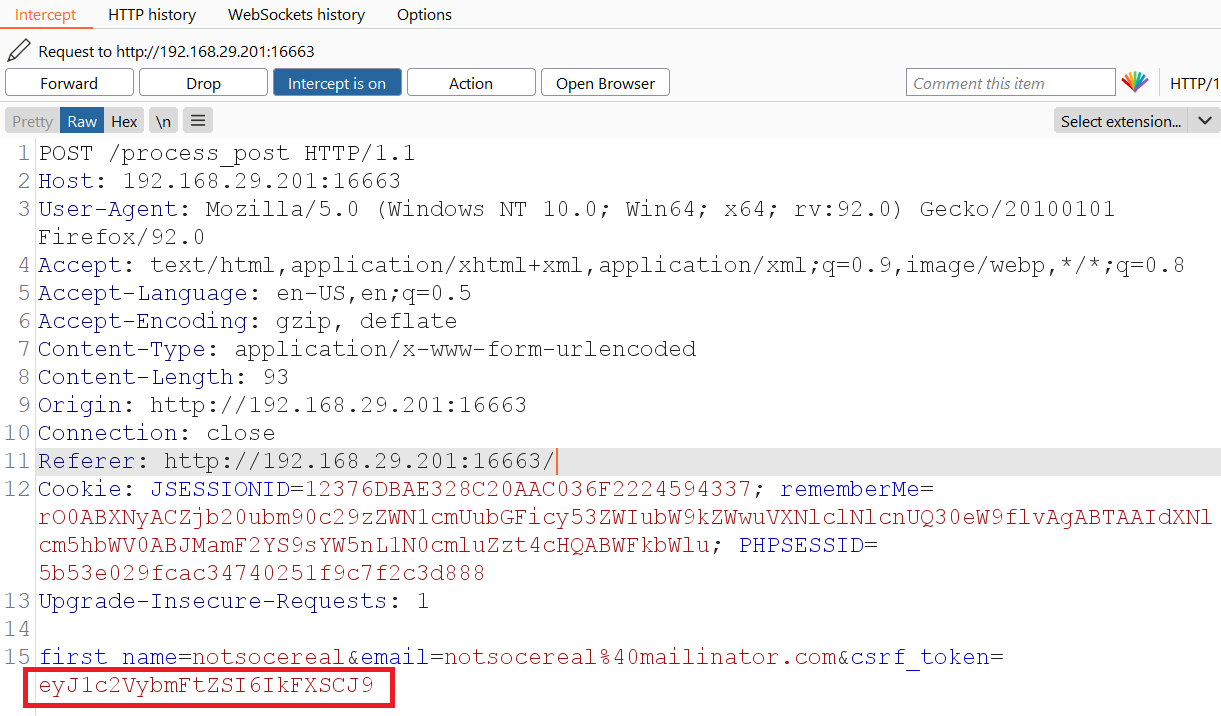 Intercept HTTP history WebSockets history Options
Request to http://192.168.29.201:16663
Forward Drop Intercept is on Action Open Browser Comment this item HTTP/1
Pretty Raw Hex \n Select extension...
1 POST /process_post HTTP/1.1
2 Host: 192.168.29.201:16663
3 User-Agent: Mozilla/5.0 (Windows NT 10.0; Win64; x64; rv:92.0) Gecko/20100101
Firefox/92.0
4 Accept: text/html,application/xhtml+xml,application/xml;q=0.9,image/webp,*/*;q=0.8
5 Accept-Language: en-US,en;q=0.5
6 Accept-Encoding: gzip, deflate
7 Content-Type: application/x-www-form-urlencoded
8 Content-Length: 93
9 Origin: http://192.168.29.201:16663
10 Connection: close
11 Referer: http://192.168.29.201:16663/
12 Cookie: JSESSIONID=12376DBAE328C20AAC036F2224594337; rememberMe=
rO0ABXNyACZjb20ubm90c29zZWN1cmUubGFicy53ZWIubW9kZWwuVXNlclNlcnUQ30eW9flvAgABTAAIdXNl
cm5hbWV0ABJMamF2YS9sYW5nL1N0cmluZzt4cHQABWFkbWlu; PHPSESSID=
5b53e029fcac34740251f9c7f2c3d888
13 Upgrade-Insecure-Requests: 1
14
15 first_name=notsocereal&email=notsocereal%40mailinator.com&csrf_token=
eyJ1c2VybmFtZSI6IkFXSCJ9